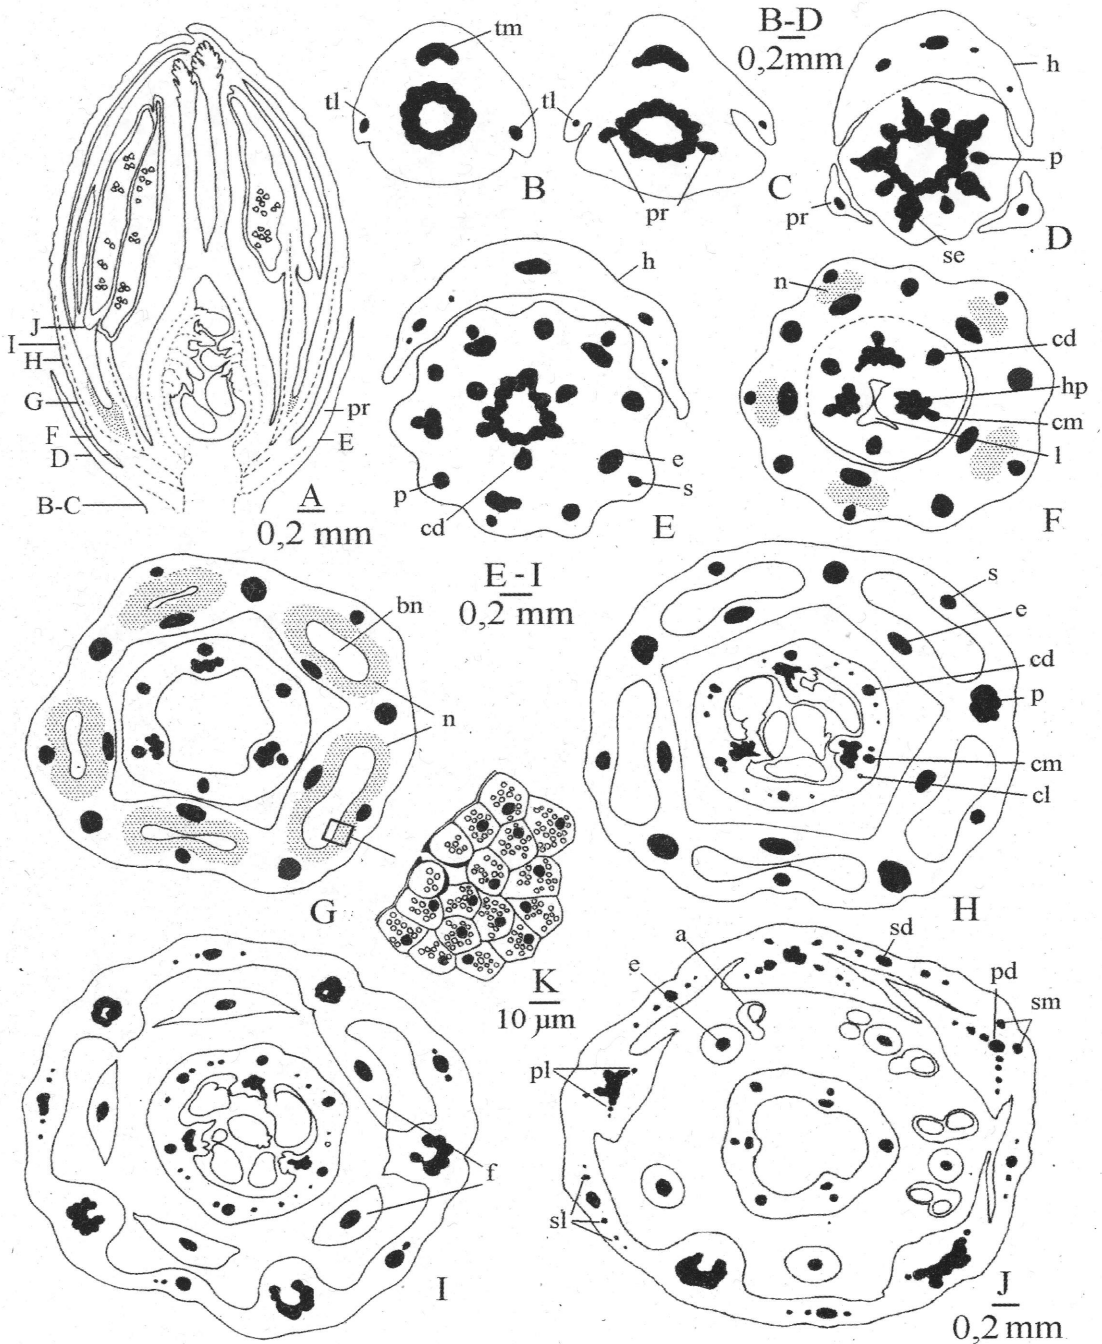 B-D
0,2mm
tm
tl
tl
B
pr
C
h
p
pr
se
D
J
I
H
G
F
D
B-C
pr
E
A
0,2 mm
h
e
p
s
cd
E
n
cd
hp
cm
l
F
E-I
0,2 mm
bn
n
G
s
e
cd
p
cm
cl
H
K
10 µm
f
I
a
e
sd
pd
sm
pl
sl
J
0,2 mm